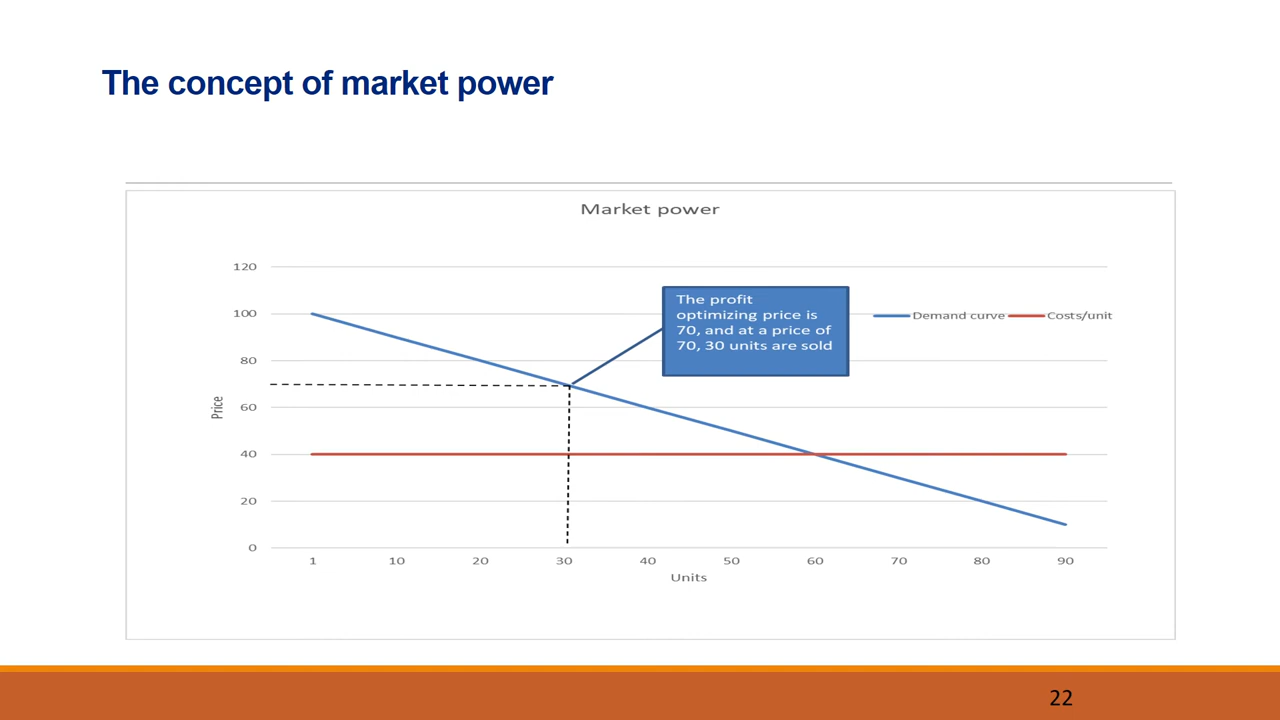 The concept of market power
Market power
120
100
80
60
40
20
0
Price
The profit
optimizing price is
70, and at a price of
70, 30 units are sold
Demand curve Costs/unit
1 10 20 30 40 50 60 70 80 90
Units
22